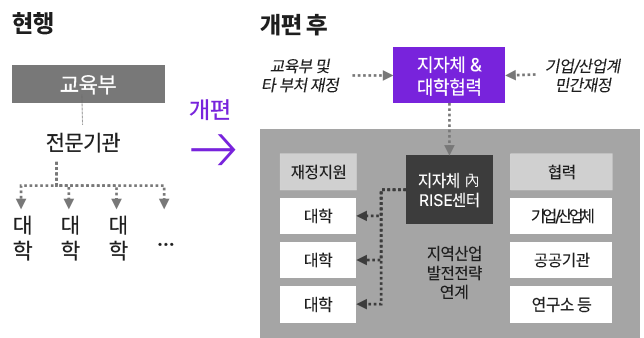 현행
교육부
전문기관
대학
대학
대학
...
개편
개편 후
교육부 및
타 부처 재정
지자체 &
대학협력
기업/산업계
민간재정
재정지원
대학
대학
대학
지자체 內
RISE센터
지역산업
발전전략
연계
협력
기업/산업체
공공기관
연구소 등